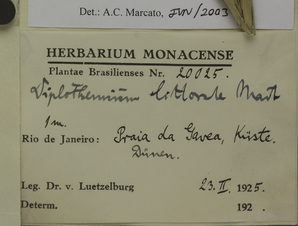 Det.: A.C. Marcato, JUN/2003
HERBARIUM MONACENSE
Plantae Brasilienses Nr. 20025.
Diplothemium littorale Mart
1 m.
Rio de Janeiro: Praia da Gavea, Küste.
Dünen.
Leg. Dr. v. Luetzelburg 23. II. 1925.
Determ. 192 .